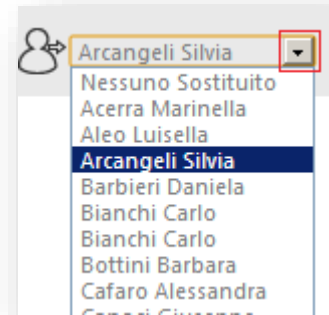 Arcangeli Silvia
Nessuno Sostituito
Acerra Marinella
Aleo Luisella
Arcangeli Silvia
Barbieri Daniela
Bianchi Carlo
Bianchi Carlo
Bottini Barbara
Cafaro Alessandra